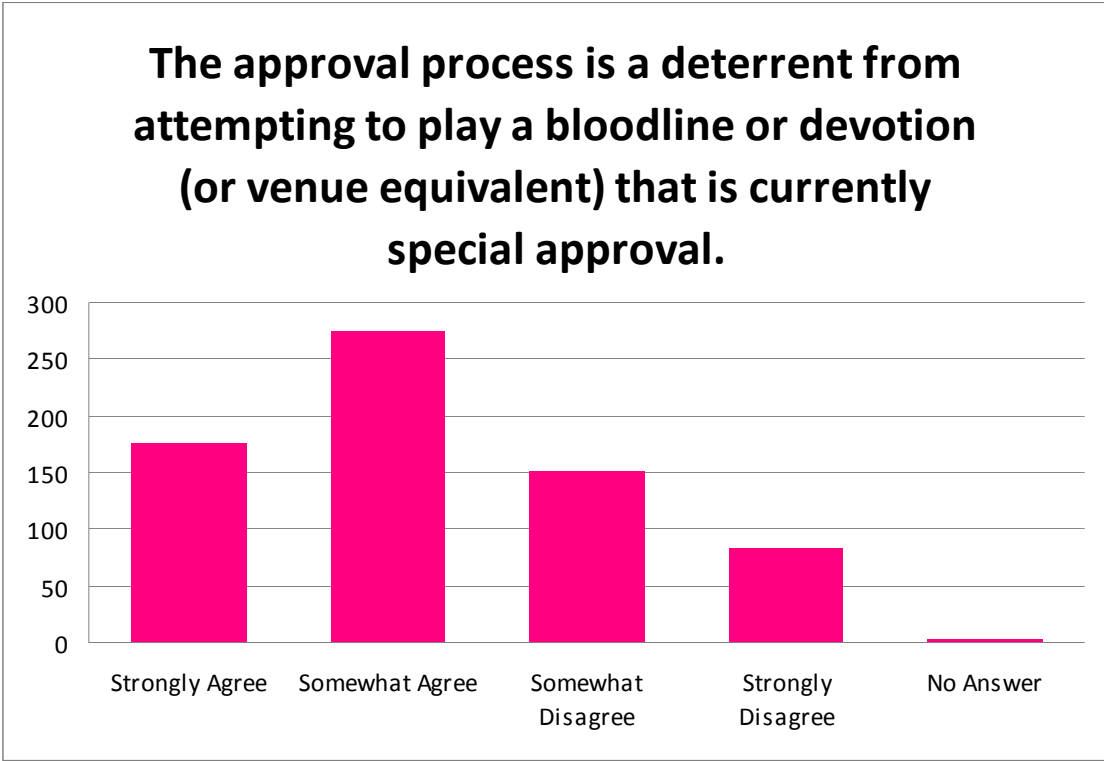 The approval process is a deterrent from
attempting to play a bloodline or devotion
(or venue equivalent) that is currently
special approval.
300
250
200
150
100
50
0
Strongly Agree
Somewhat Agree
Somewhat
Disagree
Strongly
Disagree
No Answer